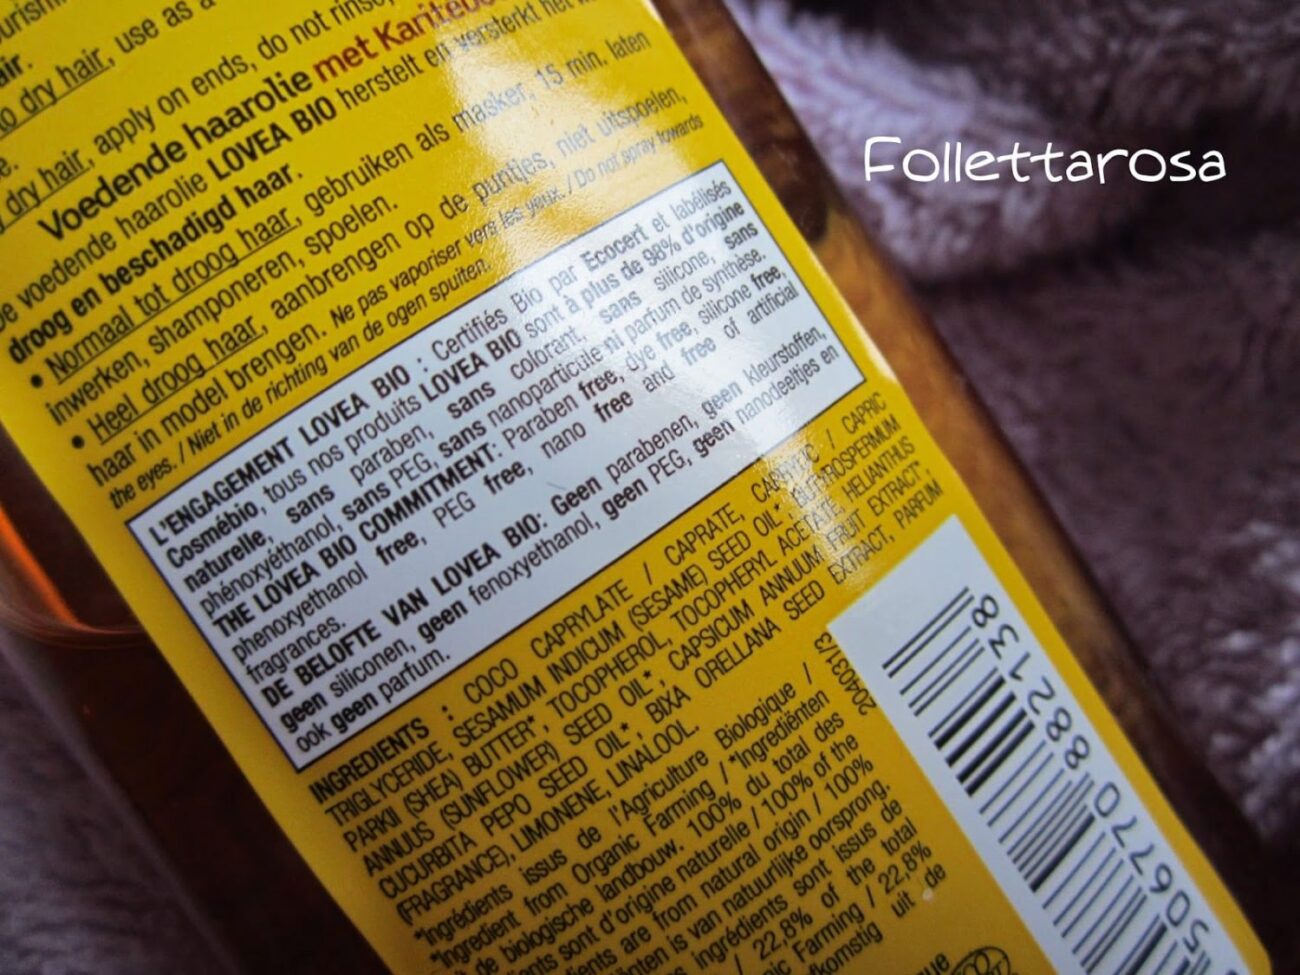 air.
to dry hair, use as a
dry hair, apply on ends, do not rinse,
Voedende haarolie met Karitebo
voedende haarolie LOVEA BIO herstelt en versterkt het
droog en beschadigd haar.
• Normaal tot droog haar, gebruiken als masker, 15 min. laten
inwerken, shamponeren, spoelen.
• Heel droog haar, aanbrengen op de puntjes, niet uitspoelen,
haar in model brengen. Ne pas vaporiser vers les yeux. / Do not spray towards
the eyes. / Niet in de richting van de ogen spuiten.
L'ENGAGEMENT LOVEA BIO : Certifiés Bio par Ecocert et labélisés
Cosmébio, tous nos produits LOVEA BIO sont à plus de 98% d'origine
naturelle, sans paraben, sans colorant, sans silicone, sans
phénoxyéthanol, sans PEG, sans nanoparticule ni parfum de synthèse.
THE LOVEA BIO COMMITMENT: Paraben free, dye free, silicone free,
phenoxyethanol free, PEG free, nano free and free of artificial
fragrances.
DE BELOFTE VAN LOVEA BIO: Geen parabenen, geen kleurstoffen,
geen siliconen, geen fenoxyethanol, geen PEG, geen nanodeeltjes en
ook geen parfum.
INGREDIENTS : COCO CAPRYLATE / CAPRATE, CAPRYLIC / CAPRIC
TRIGLYCERIDE, SESAMUM INDICUM (SESAME) SEED OIL*, BUTYROSPERMUM
PARKII (SHEA) BUTTER*, TOCOPHEROL, TOCOPHERYL ACETATE, HELIANTHUS
ANNUUS (SUNFLOWER) SEED OIL*, CAPSICUM ANNUUM FRUIT EXTRACT*,
CUCURBITA PEPO SEED OIL*, BIXA ORELLANA SEED EXTRACT, PARFUM
(FRAGRANCE), LIMONENE, LINALOOL.
204031/3
*Ingrédients issus de l'Agriculture Biologique /
*Ingredient from Organic Farming / *Ingrediënten
de biologische landbouw. 100% du total des
ents sont d'origine naturelle / 100% of the
dients are from natural origin / 100%
nten is van natuurlijke oorsprong.
ingrédients sont issus de
22.8% of the total
Farming / 22.8%
komstig uit de
506770 882138
Follettarosa